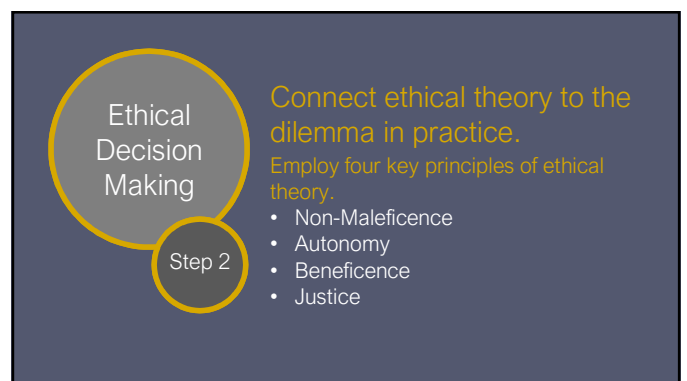 Ethical
Decision
Making
Step 2
Connect ethical theory to the
dilemma in practice.
Employ four key principles of ethical
theory.
• Non-Maleficence
• Autonomy
• Beneficence
• Justice